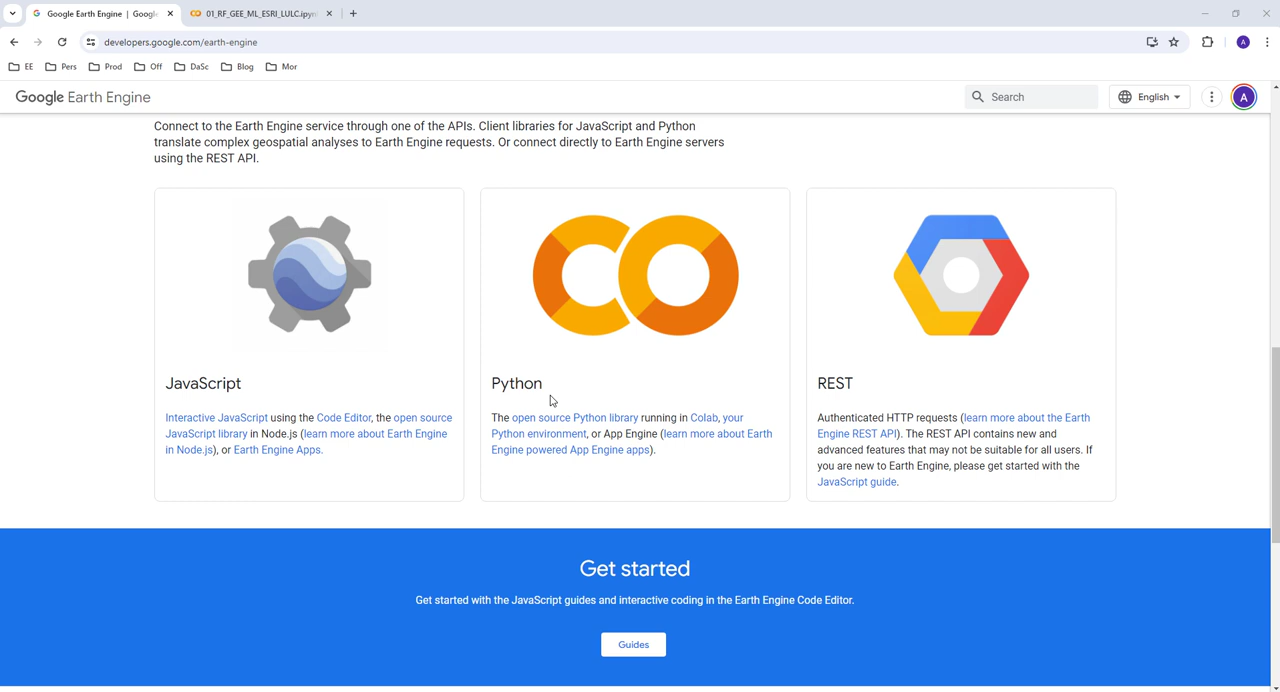 Google Earth Engine | Google
01_RF_GEE_ML_ESRI_LULC.ipyn
developers.google.com/earth-engine
A
EE
Pers
Prod
Off
DaSc
Blog
Mor
Google Earth Engine
Search
English
A
Connect to the Earth Engine service through one of the APIs. Client libraries for JavaScript and Python
translate complex geospatial analyses to Earth Engine requests. Or connect directly to Earth Engine servers
using the REST API.
JavaScript
Interactive JavaScript using the Code Editor, the open source
JavaScript library in Node.js (learn more about Earth Engine
in Node.js), or Earth Engine Apps.
Python
The open source Python library running in Colab, your
Python environment, or App Engine (learn more about Earth
Engine powered App Engine apps).
REST
Authenticated HTTP requests (learn more about the Earth
Engine REST API). The REST API contains new and
advanced features that may not be suitable for all users. If
you are new to Earth Engine, please get started with the
JavaScript guide.
Get started
Get started with the JavaScript guides and interactive coding in the Earth Engine Code Editor.
Guides